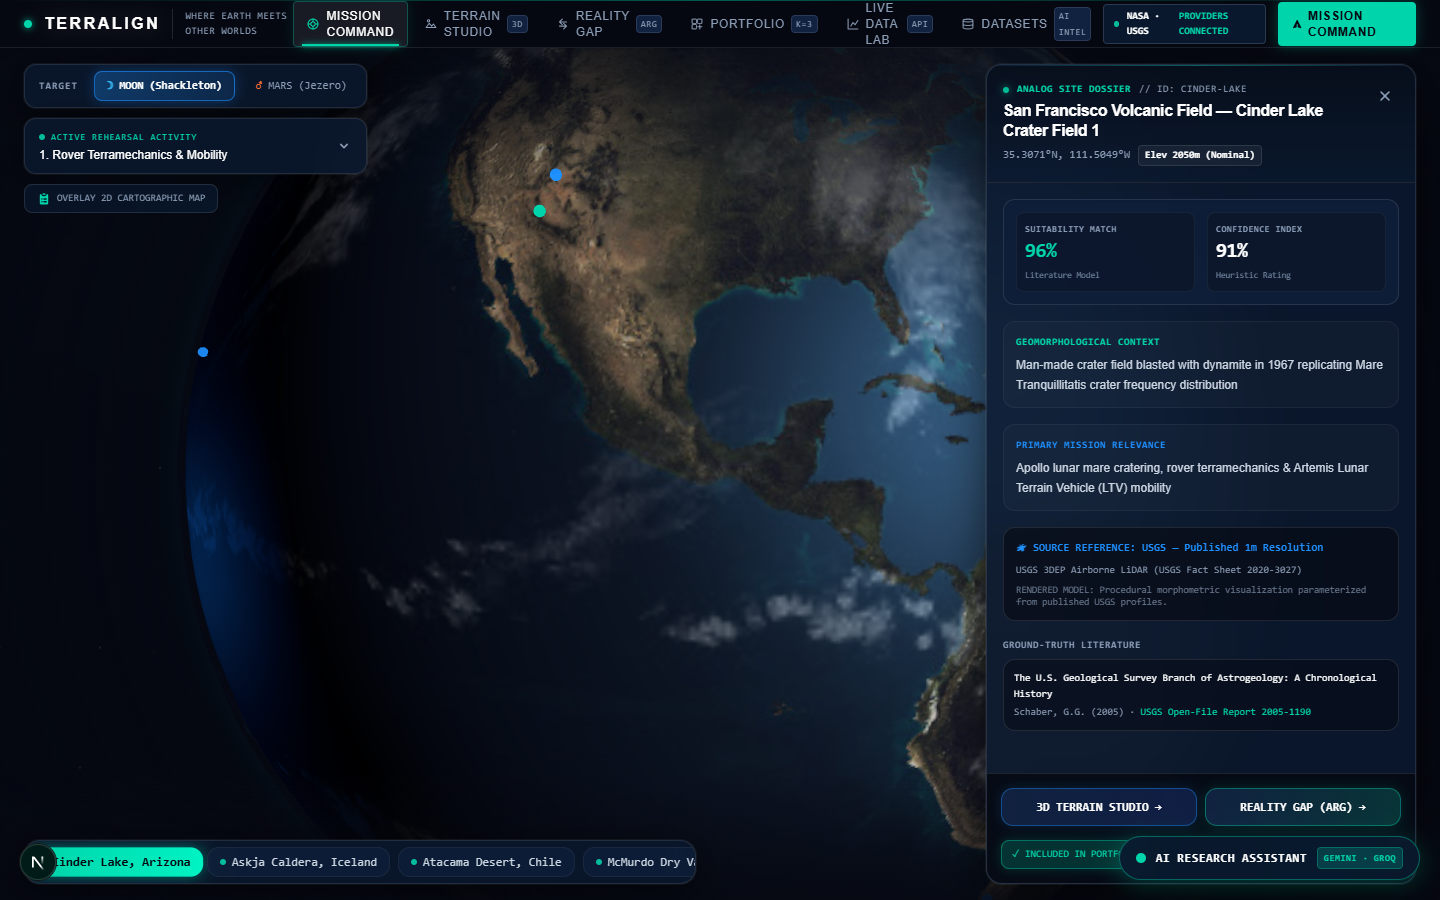 TERRALIGN
WHERE EARTH MEETS
OTHER WORLDS
MISSION
COMMAND
TERRAIN
STUDIO
3D
REALITY
GAP
ARG
PORTFOLIO
K=3
LIVE
DATA
LAB
API
DATASETS
AI
INTEL
NASA ·
USGS
PROVIDERS
CONNECTED
MISSION
COMMAND
TARGET
MOON (Shackleton)
MARS (Jezero)
ACTIVE REHEARSAL ACTIVITY
1. Rover Terramechanics & Mobility
OVERLAY 2D CARTOGRAPHIC MAP
ANALOG SITE DOSSIER // ID: CINDER-LAKE
San Francisco Volcanic Field — Cinder Lake
Crater Field 1
35.3071°N, 111.5049°W
Elev 2050m (Nominal)
SUITABILITY MATCH
96%
Literature Model
CONFIDENCE INDEX
91%
Heuristic Rating
GEOMORPHOLOGICAL CONTEXT
Man-made crater field blasted with dynamite in 1967 replicating Mare
Tranquillitatis crater frequency distribution
PRIMARY MISSION RELEVANCE
Apollo lunar mare cratering, rover terramechanics & Artemis Lunar
Terrain Vehicle (LTV) mobility
SOURCE REFERENCE: USGS — Published 1m Resolution
USGS 3DEP Airborne LiDAR (USGS Fact Sheet 2020-3027)
RENDERED MODEL: Procedural morphometric visualization parameterized
from published USGS profiles.
GROUND-TRUTH LITERATURE
The U.S. Geological Survey Branch of Astrogeology: A Chronological
History
Schaber, G.G. (2005) · USGS Open-File Report 2005-1190
3D TERRAIN STUDIO →
REALITY GAP (ARG) →
✓ INCLUDED IN PORTF
AI RESEARCH ASSISTANT
GEMINI · GROQ
N
Cinder Lake, Arizona
Askja Caldera, Iceland
Atacama Desert, Chile
McMurdo Dry Va